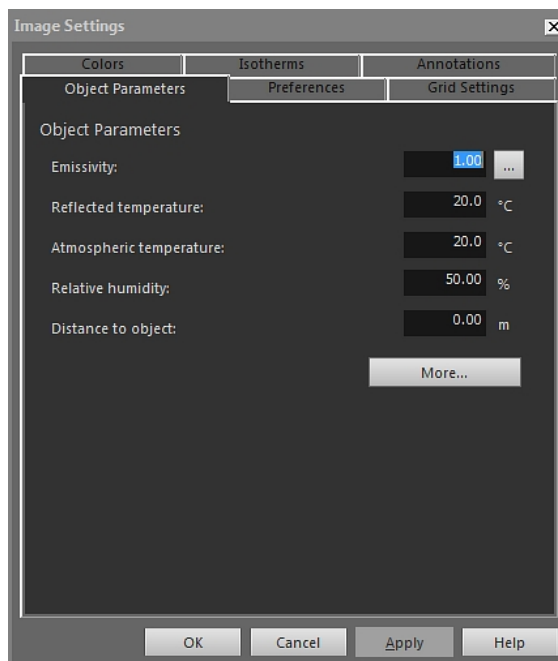 Image Settings
Colors Isotherms Annotations
Object Parameters Preferences Grid Settings
Object Parameters
Emissivity: 1.00 ...
Reflected temperature: 20.0 °C
Atmospheric temperature: 20.0 °C
Relative humidity: 50.00 %
Distance to object: 0.00 m
More...
OK Cancel Apply Help